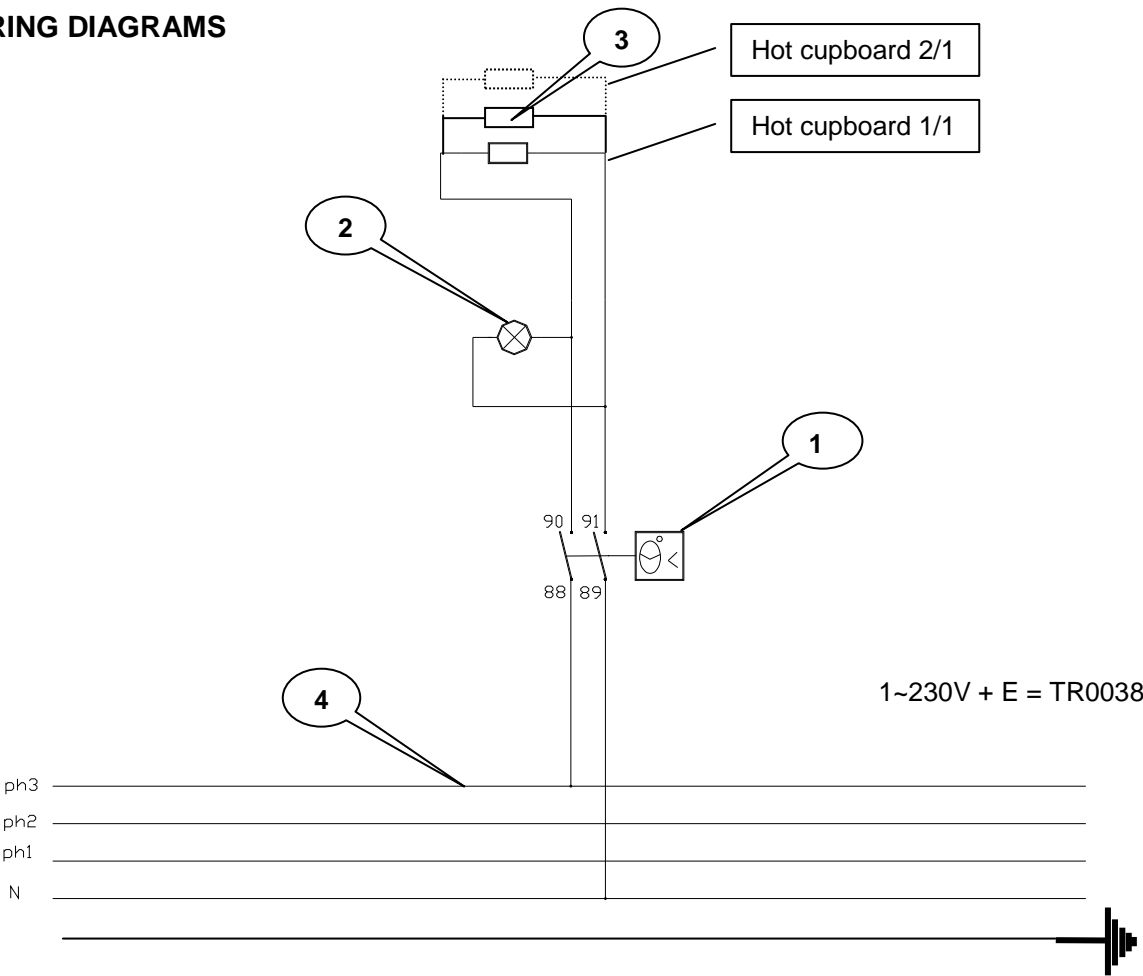 RING DIAGRAMS
3
Hot cupboard 2/1
Hot cupboard 1/1
2
1
90 91
88 89
4
1~230V + E = TR0038
ph3
ph2
ph1
N